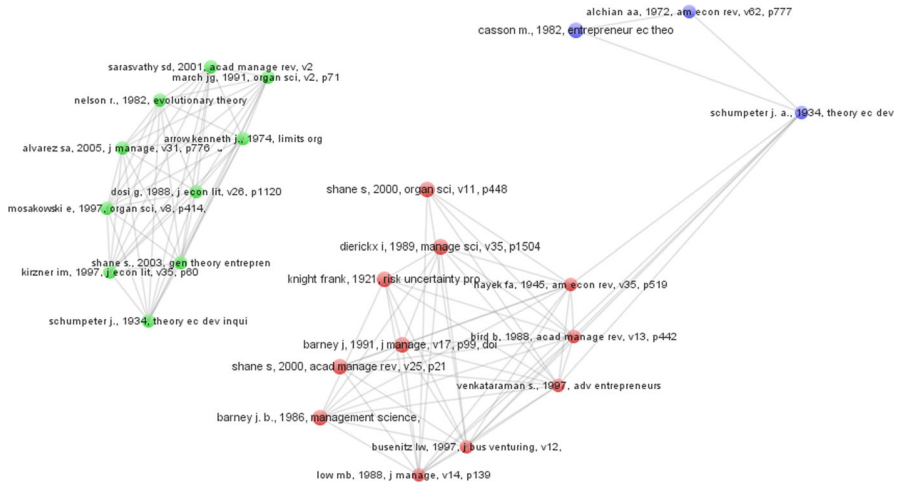 alchian aa, 1972, am econ rev, v62, p777
casson m., 1982, entrepreneur ec theo
sarasvathy sd, 2001, acad manage rev, v2
march jg, 1991, organ sci, v2, p71
nelson r., 1982, evolutionary theory
schumpeter j. a., 1934, theory ec dev
arrow kenneth j., 1974, limits org
alvarez sa, 2005, j manage, v31, p776
shane s, 2000, organ sci, v11, p448
dosi g, 1988, j econ lit, v26, p1120
mosakowski e, 1997, organ sci, v8, p414,
dierickx i, 1989, manage sci, v35, p1504
shane s., 2003, gen theory entrepren
kirzner im, 1997, j econ lit, v35, p60
knight frank, 1921, risk uncertainty pro
hayek fa, 1945, am econ rev, v35, p519
schumpeter j., 1934, theory ec dev inqui
bird b, 1988, acad manage rev, v13, p442
barney j, 1991, j manage, v17, p99, doi
shane s, 2000, acad manage rev, v25, p21
venkataraman s., 1997, adv entrepreneurs
barney j. b., 1986, management science,
busenitz lw, 1997, j bus venturing, v12,
low mb, 1988, j manage, v14, p139